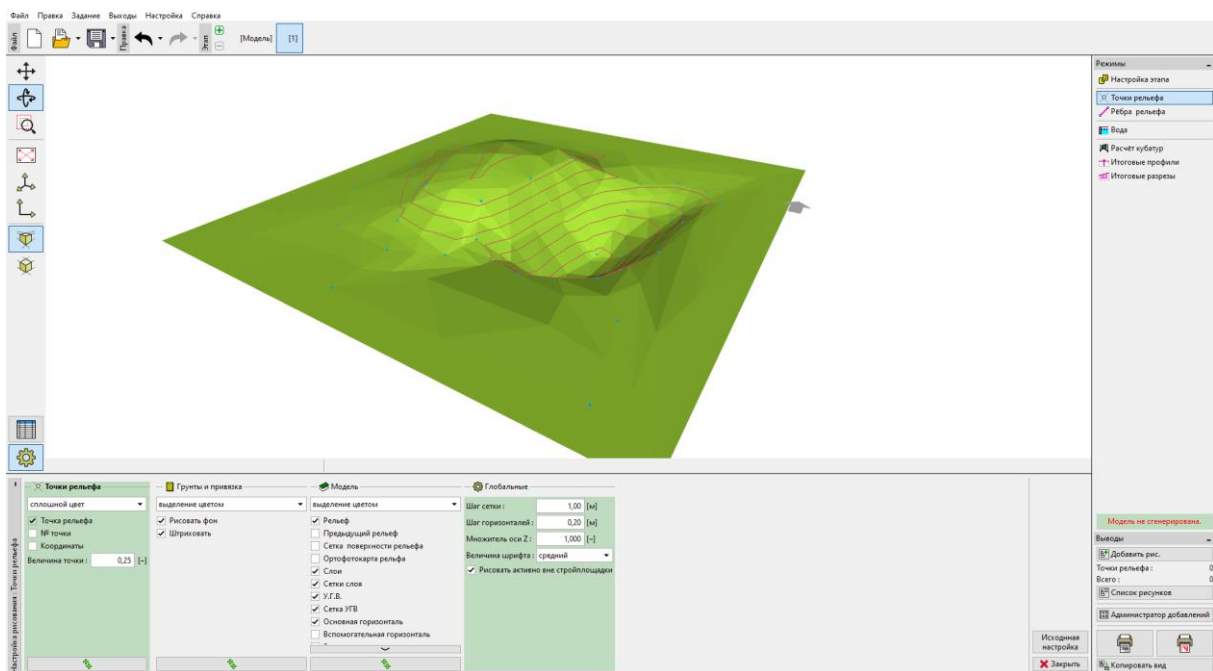 Файл Правка Задание Выходы Настройка Справка
Файл
Правка
Этап
[Модель] [1]
Режимы
Настройка этапа
Точки рельефа
Рёбра рельефа
Вода
Расчёт кубатур
Итоговые профили
Итоговые разрезы
Настройка рисования : Точки рельефа
Точки рельефа
сплошной цвет
Точка рельефа
№ точки
Координаты
Величина точки : 0,25 [–]
Грунты и привязка
выделение цветом
Рисовать фон
Штриховать
Модель
выделение цветом
Рельеф
Предыдущий рельеф
Сетка поверхности рельефа
Ортофотокарта рельфа
Слои
Сетки слоя
У.Г.В.
Сетка УГВ
Основная горизонталь
Вспомогательная горизонталь
Глобальные
Шаг сетки : 1,00 [м]
Шаг горизонталей : 0,20 [м]
Множитель оси Z : 1,000 [–]
Величина шрифта : средний
Рисовать активно вне стройплощадки
Исходнная
настройка
Закрыть
Модель не сгенерирована.
Выводы
Добавить рис.
Точки рельефа : 0
Всего : 0
Список рисунков
Администратор добавлений
Копировать вид